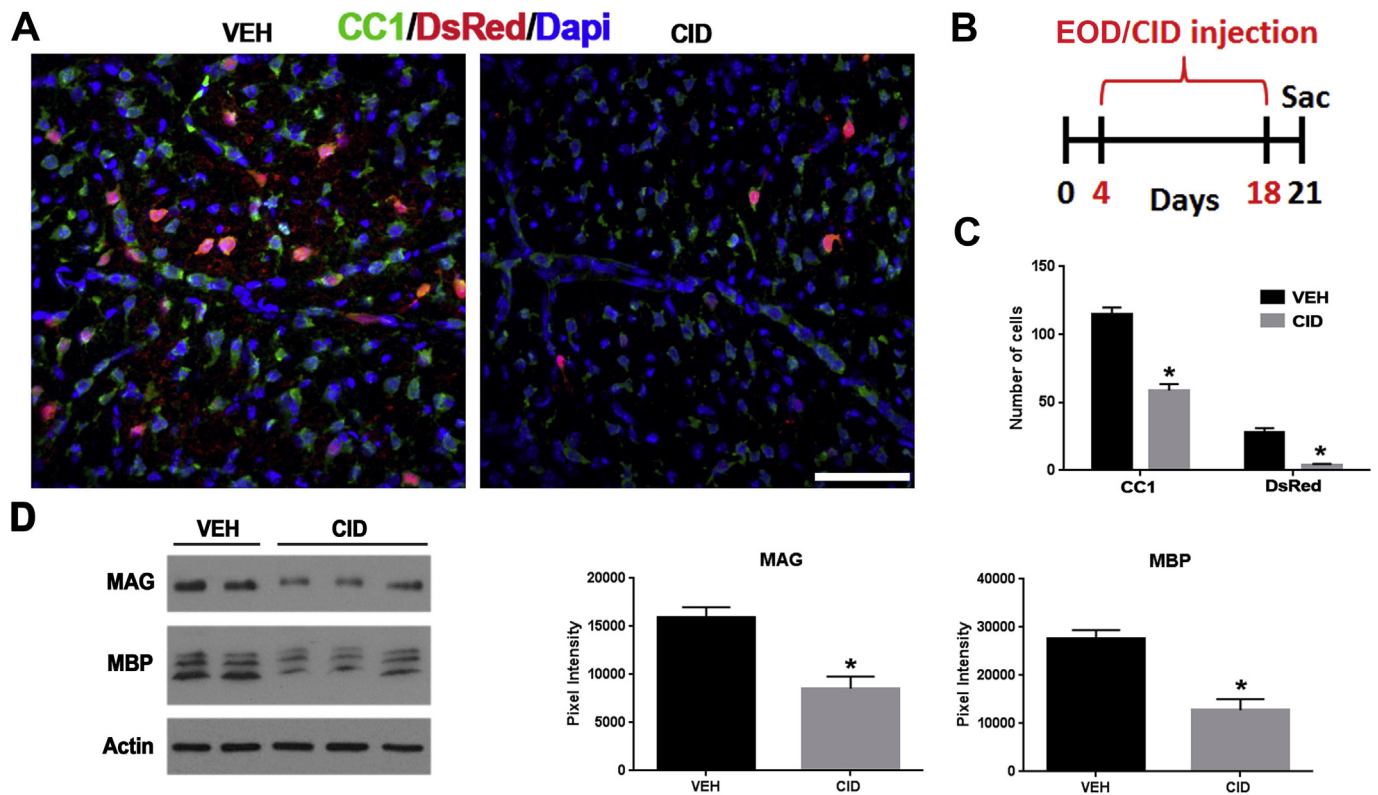 A
VEH
CC1/DsRed/Dapi
CID
B
EOD/CID injection
Sac
0 4 Days 18 21
C
150
100
50
0
Number of cells
VEH
CID
*
*
CC1
DsRed
D
VEH CID
MAG
MBP
Actin
MAG
20000
15000
10000
5000
0
Pixel Intensity
*
VEH
CID
MBP
40000
30000
20000
10000
0
Pixel Intensity
*
VEH
CID